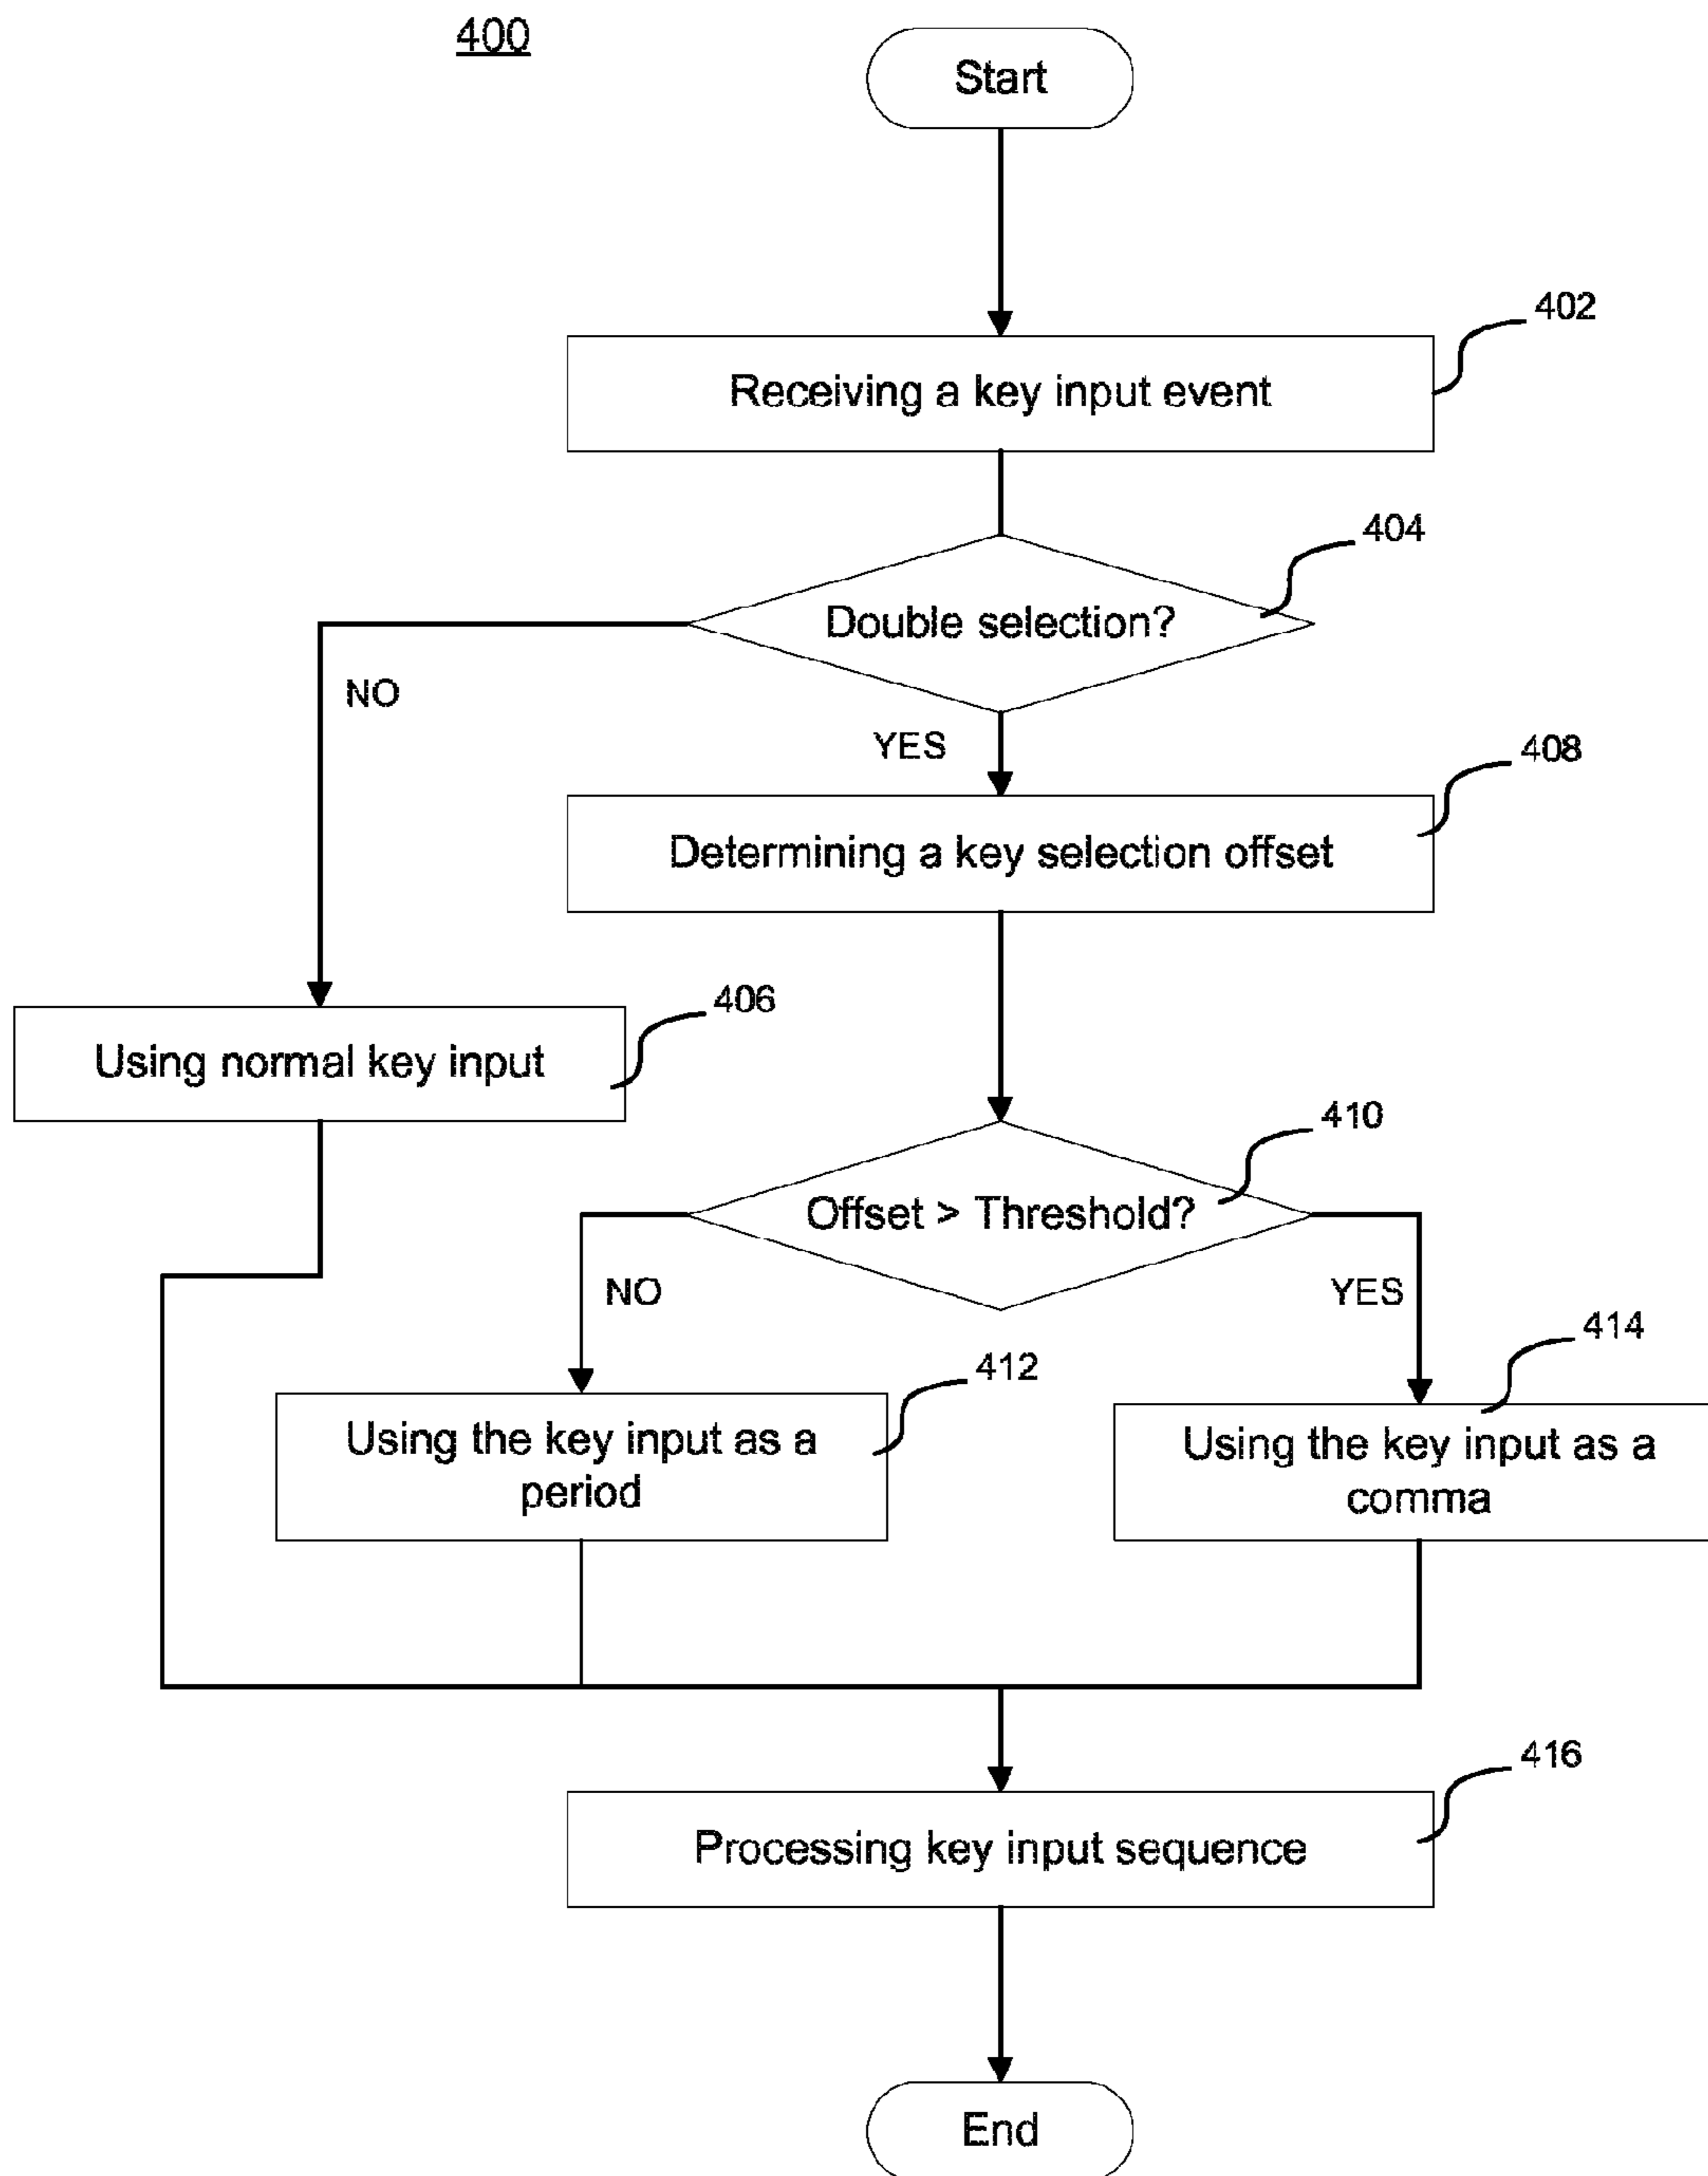 400
Start
402
Receiving a key input event
404
Double selection?
NO
YES
408
Determining a key selection offset
406
Using normal key input
410
Offset > Threshold?
NO
YES
412
414
Using the key input as a
period
Using the key input as a
comma
416
Processing key input sequence
End